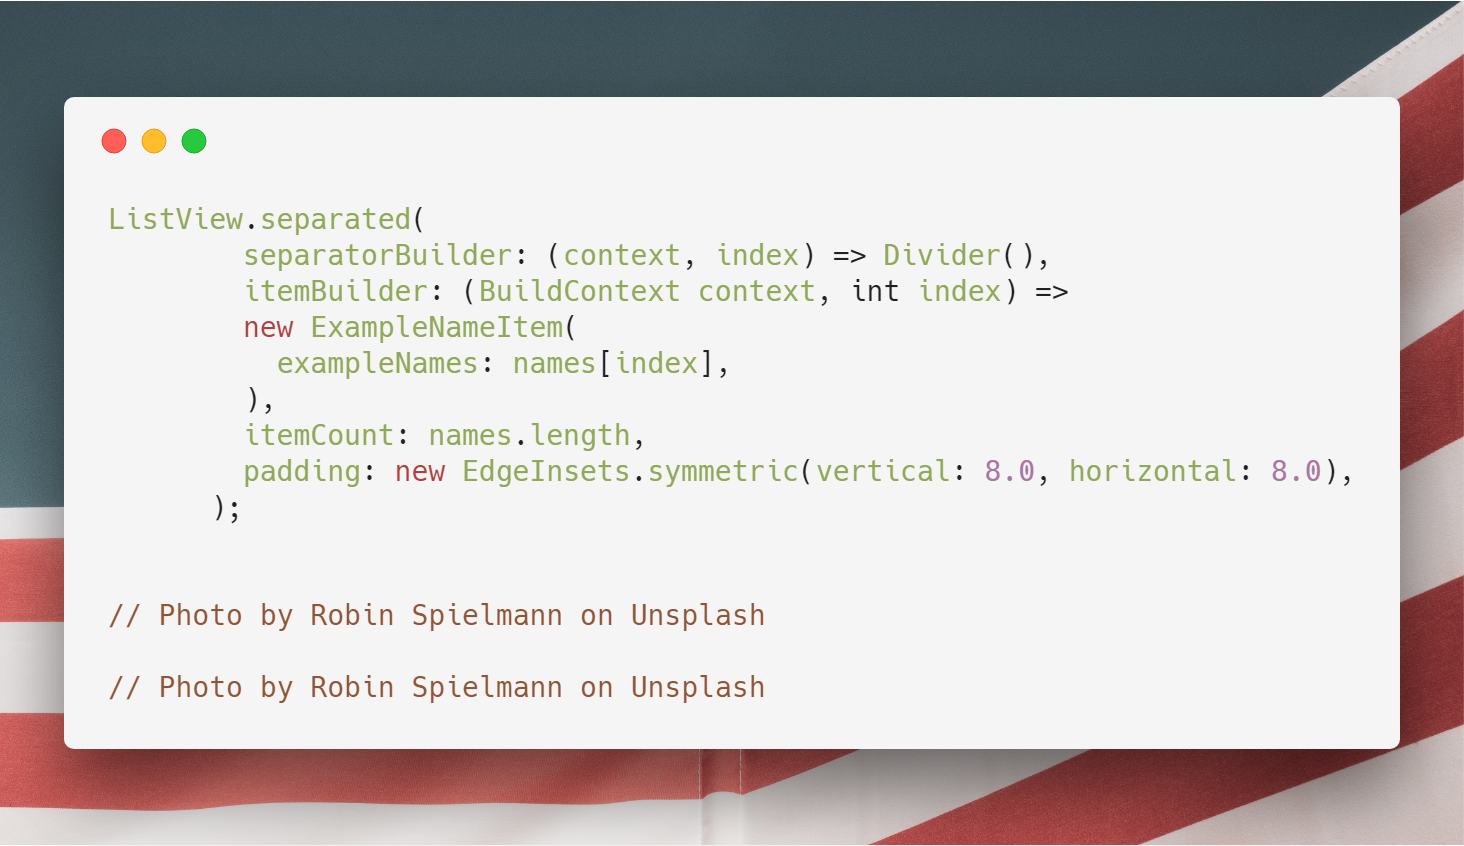 ListView.separated(
        separatorBuilder: (context, index) => Divider(),
        itemBuilder: (BuildContext context, int index) =>
        new ExampleNameItem(
          exampleNames: names[index],
        ),
        itemCount: names.length,
        padding: new EdgeInsets.symmetric(vertical: 8.0, horizontal: 8.0),
      );
// Photo by Robin Spielmann on Unsplash
// Photo by Robin Spielmann on Unsplash